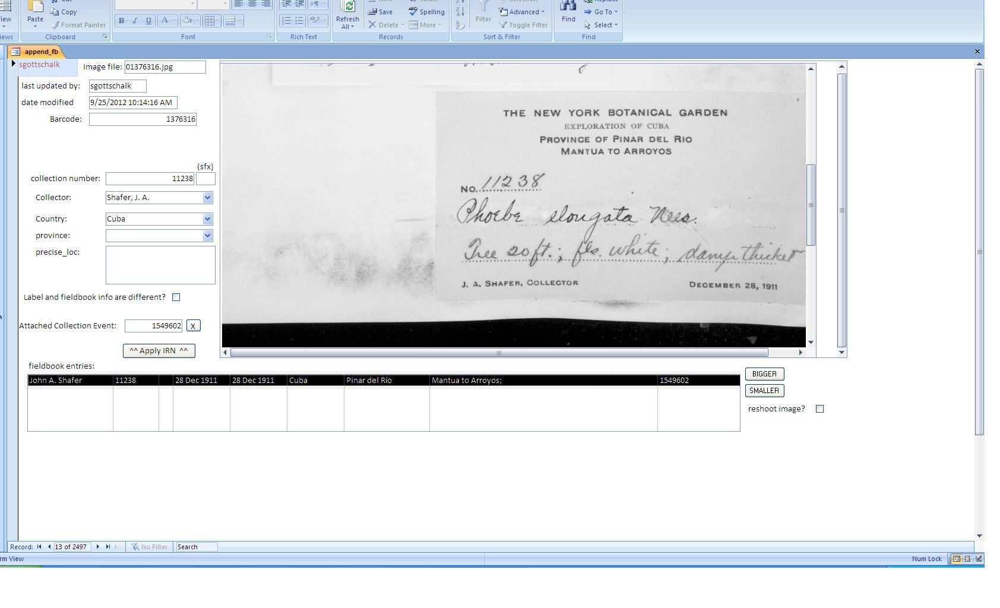 Cut
Copy
Paste
Format Painter
Clipboard
B I U A
Font
Rich Text
Refresh
All
New
Save
Delete
Totals
Spelling
More
Records
Filter
Selection
Advanced
Toggle Filter
Sort & Filter
Find
Replace
Go To
Select
Find
append_fb
sgottschalk
image file: 01376316.jpg
last updated by: sgottschalk
date modified 9/25/2012 10:14:16 AM
Barcode: 1376316
(sfx)
collection number: 11238
Collector: Shafer, J. A.
Country: Cuba
province:
precise_loc:
Label and fieldbook info are different?
Attached Collection Event: 1549602 X
^^ Apply IRN ^^
THE NEW YORK BOTANICAL GARDEN
EXPLORATION OF CUBA
PROVINCE OF PINAR DEL RIO
MANTUA TO ARROYOS
No. 11238
Phoebe elongata Nees.
Tree 20 ft.; fls. white; damp thicket
J. A. SHAFER, COLLECTOR DECEMBER 28, 1911
fieldbook entries:
John A. Shafer 11238 28 Dec 1911 28 Dec 1911 Cuba Pinar del Río Mantua to Arroyos; 1549602
BIGGER
SMALLER
reshoot image?
Record: 13 of 2497 No Filter Search
rm View Num Lock